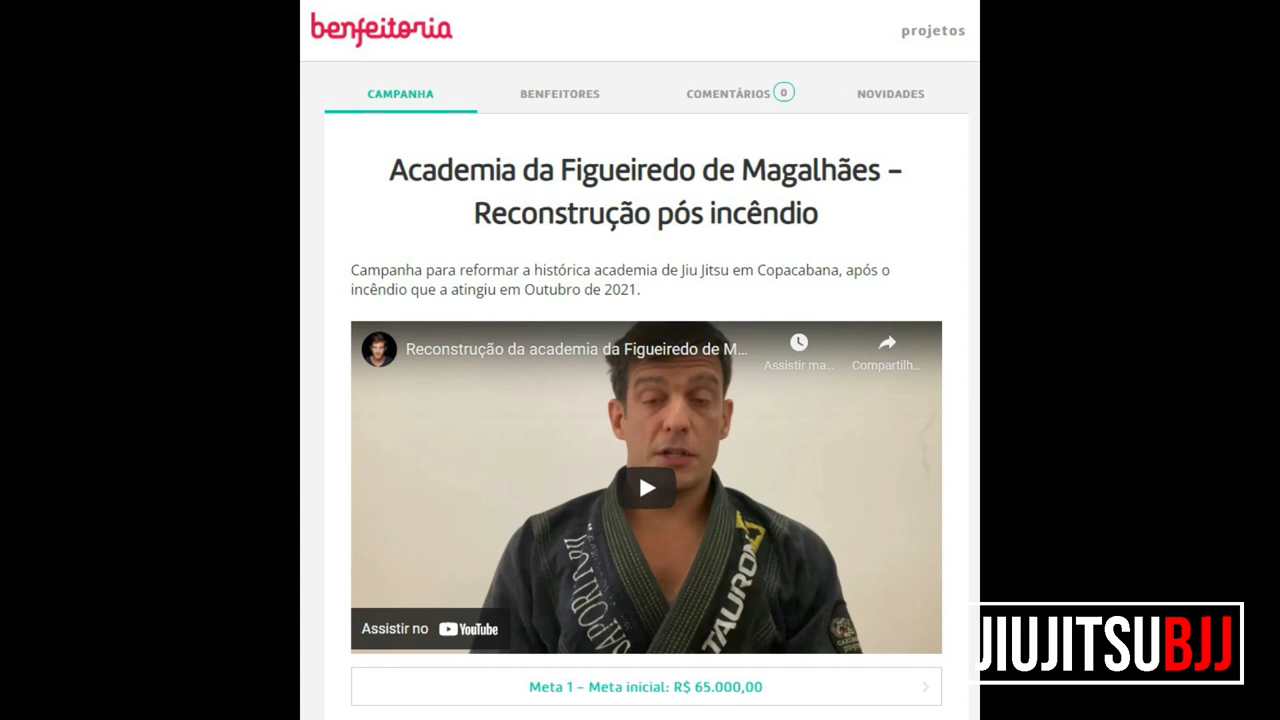 benfeitoria
projetos
CAMPANHA
BENFEITORES
COMENTÁRIOS 0
NOVIDADES
Academia da Figueiredo de Magalhães –
Reconstrução pós incêndio
Campanha para reformar a histórica academia de Jiu Jitsu em Copacabana, após o
incêndio que a atingiu em Outubro de 2021.
Reconstrução da academia da Figueiredo de M...
Assistir ma...
Compartilh...
TAURON
Assistir no YouTube
Meta 1 – Meta inicial: R$ 65.000,00
JIUJITSUBJJ